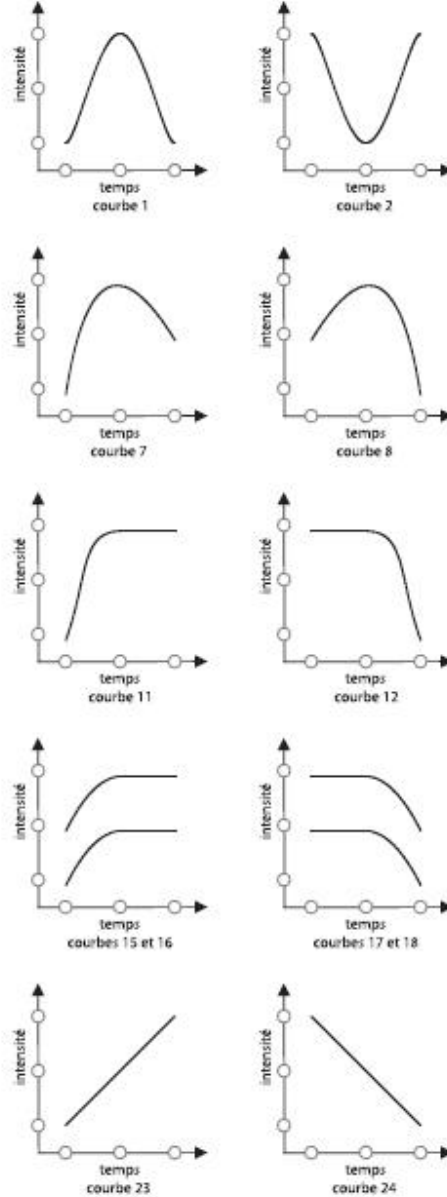 intensité
temps
courbe 1
intensité
temps
courbe 2
intensité
temps
courbe 7
intensité
temps
courbe 8
intensité
temps
courbe 11
intensité
temps
courbe 12
intensité
temps
courbes 15 et 16
intensité
temps
courbes 17 et 18
intensité
temps
courbe 23
intensité
temps
courbe 24